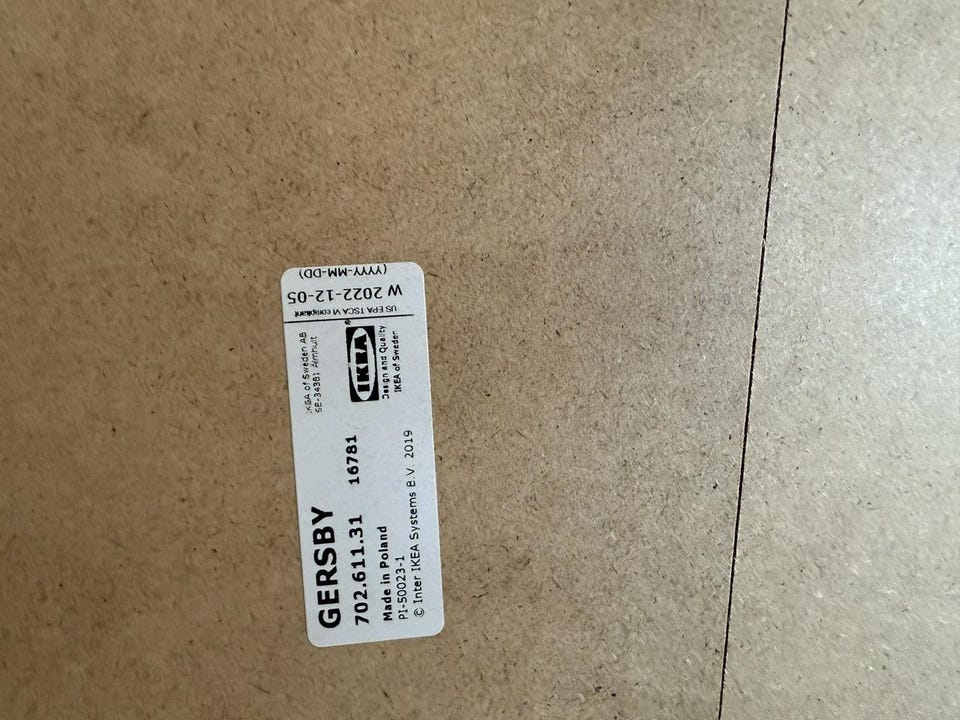 GERSBY
702.611.31 16781
Made in Poland
PI-50023-1
© Inter IKEA Systems B.V. 2019
IKEA of Sweden AB
SE-34381 Älmhult
IKEA®
Design and Quality
IKEA of Sweden
US EPA TSCA VI compliant
W 2022-12-05
(YYYY-MM-DD)